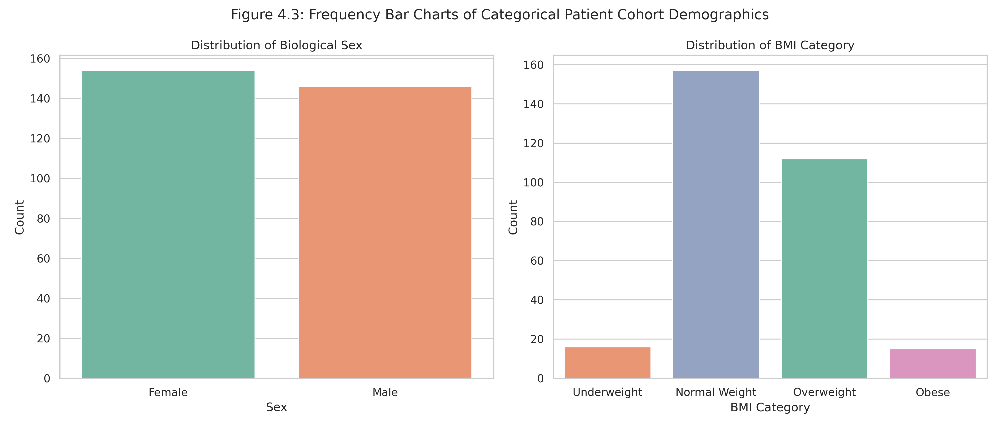 Figure 4.3: Frequency Bar Charts of Categorical Patient Cohort Demographics
Distribution of Biological Sex
160
140
120
100
80
60
40
20
0
Count
Female
Male
Sex
Distribution of BMI Category
160
140
120
100
80
60
40
20
0
Count
Underweight
Normal Weight
Overweight
Obese
BMI Category